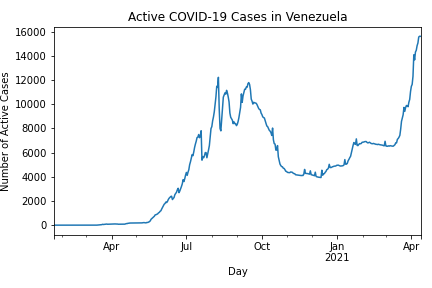 Active COVID-19 Cases in Venezuela
16000
14000
12000
10000
8000
6000
4000
2000
0
Number of Active Cases
Apr
Jul
Oct
Jan
2021
Apr
Day